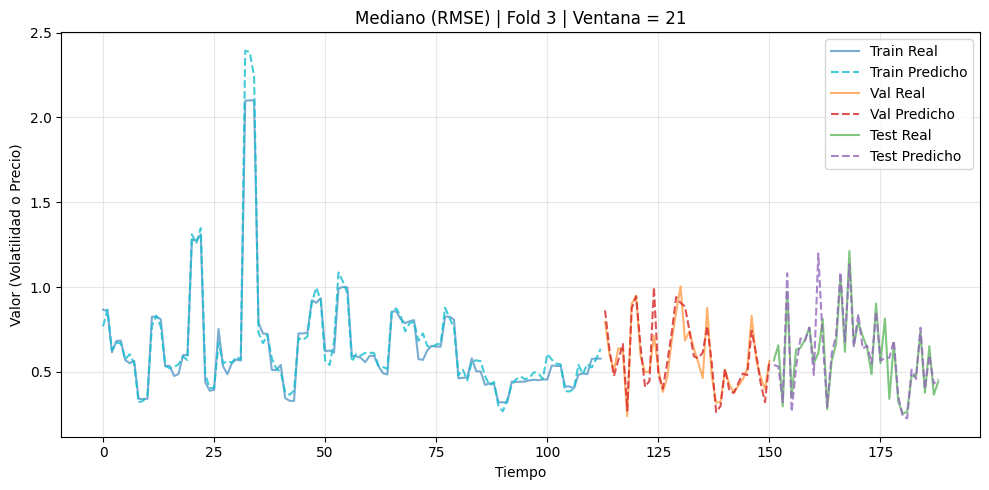 Mediano (RMSE) | Fold 3 | Ventana = 21
Valor (Volatilidad o Precio)
2.5
2.0
1.5
1.0
0.5
Train Real
Train Predicho
Val Real
Val Predicho
Test Real
Test Predicho
0
25
50
75
100
125
150
175
Tiempo